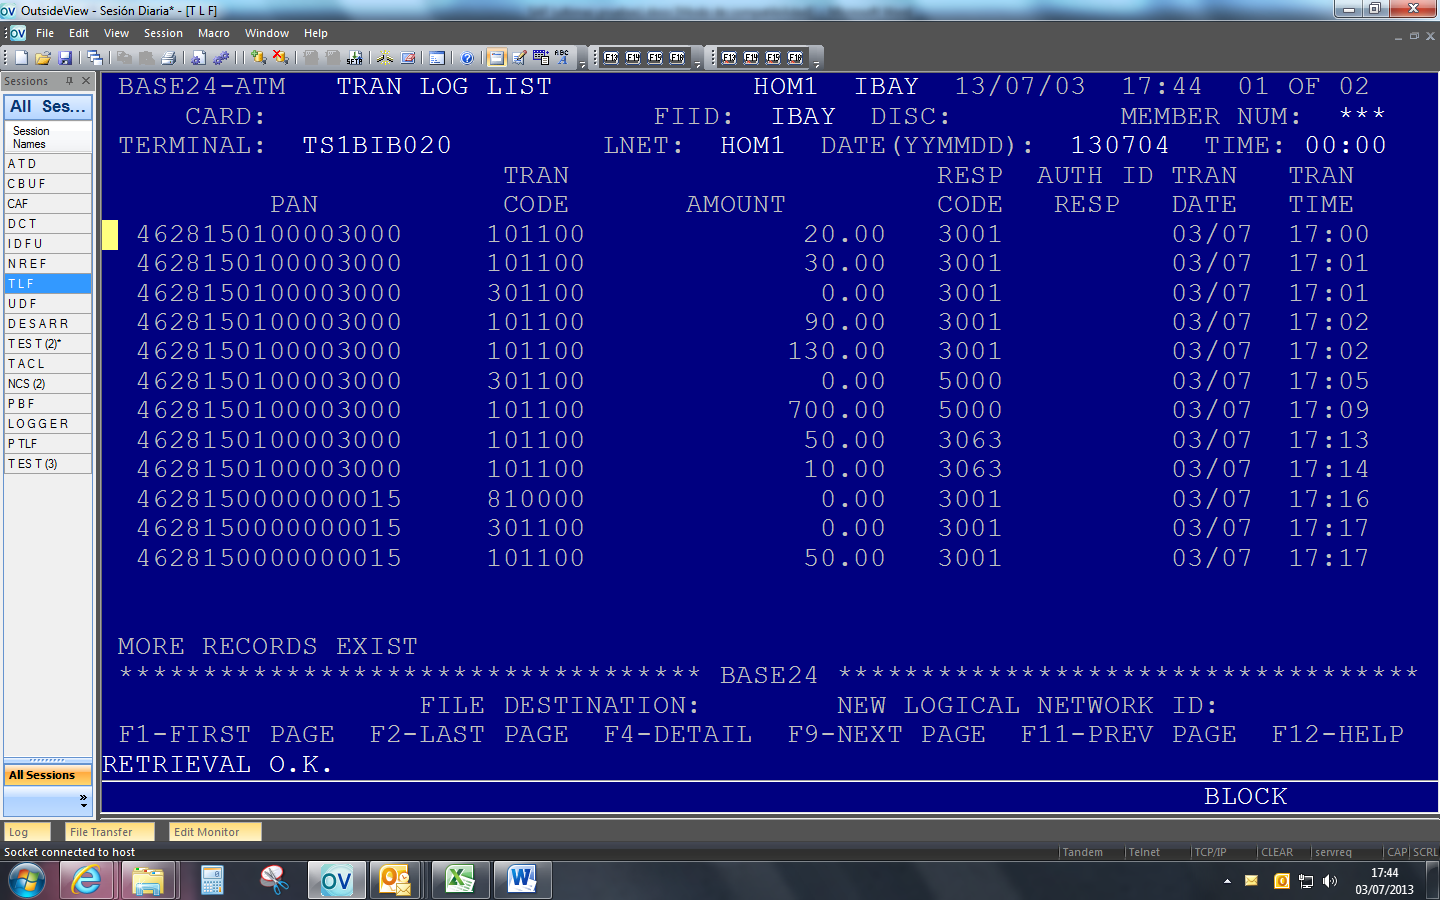 OutsideView - Sesión Diaria* - [T L F]
File Edit View Session Macro Window Help
Sessions
All Ses...
Session Names
A T D
C B U F
CAF
D C T
I D F U
N R E F
T L F
U D F
D E S A R R
T E S T (2)*
T A C L
NCS (2)
P B F
L O G G E R
P TLF
T E S T (3)
All Sessions
BASE24-ATM TRAN LOG LIST HOM1 IBAY 13/07/03 17:44 01 OF 02
CARD: FIID: IBAY DISC: MEMBER NUM: ***
TERMINAL: TS1BIB020 LNET: HOM1 DATE(YYMMDD): 130704 TIME: 00:00
TRAN RESP AUTH ID TRAN TRAN
PAN CODE AMOUNT CODE RESP DATE TIME
4628150100003000 101100 20.00 3001 03/07 17:00
4628150100003000 101100 30.00 3001 03/07 17:01
4628150100003000 301100 0.00 3001 03/07 17:01
4628150100003000 101100 90.00 3001 03/07 17:02
4628150100003000 101100 130.00 3001 03/07 17:02
4628150100003000 301100 0.00 5000 03/07 17:05
4628150100003000 101100 700.00 5000 03/07 17:09
4628150100003000 101100 50.00 3063 03/07 17:13
4628150100003000 101100 10.00 3063 03/07 17:14
4628150000000015 810000 0.00 3001 03/07 17:16
4628150000000015 301100 0.00 3001 03/07 17:17
4628150000000015 101100 50.00 3001 03/07 17:17
MORE RECORDS EXIST
*********************************** BASE24 ***********************************
FILE DESTINATION: NEW LOGICAL NETWORK ID:
F1-FIRST PAGE F2-LAST PAGE F4-DETAIL F9-NEXT PAGE F11-PREV PAGE F12-HELP
RETRIEVAL O.K.
BLOCK
Log File Transfer Edit Monitor
Socket connected to host Tandem Telnet TCP/IP CLEAR servreq CAP SCRL
17:44
03/07/2013